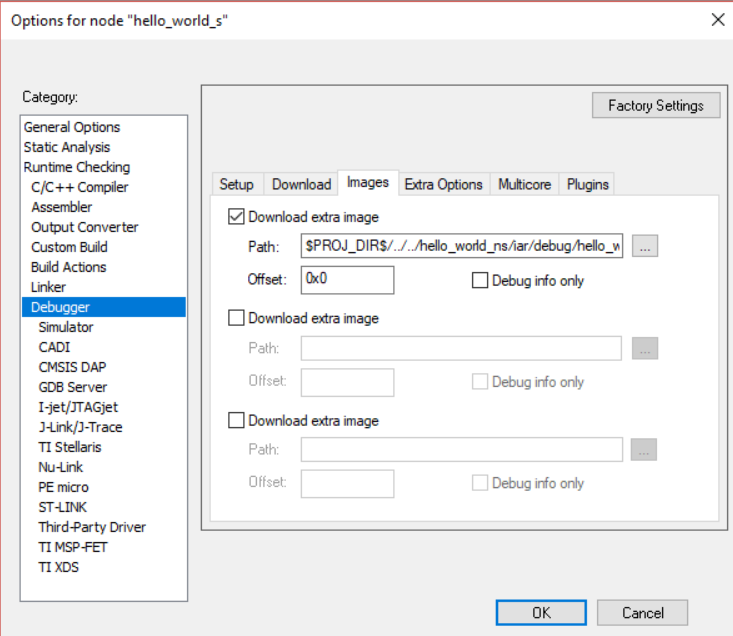 Options for node "hello_world_s"
Category:
General Options
Static Analysis
Runtime Checking
C/C++ Compiler
Assembler
Output Converter
Custom Build
Build Actions
Linker
Debugger
Simulator
CADI
CMSIS DAP
GDB Server
I-jet/JTAGjet
J-Link/J-Trace
TI Stellaris
Nu-Link
PE micro
ST-LINK
Third-Party Driver
TI MSP-FET
TI XDS
Factory Settings
Setup Download Images Extra Options Multicore Plugins
Download extra image
Path: $PROJ_DIR$/../../hello_world_ns/iar/debug/hello_w ...
Offset: 0x0 Debug info only
Download extra image
Path: ...
Offset: Debug info only
Download extra image
Path: ...
Offset: Debug info only
OK Cancel